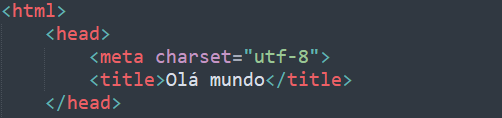 <html>
<head>
<meta charset="utf-8">
<title>Olá mundo</title>
</head>